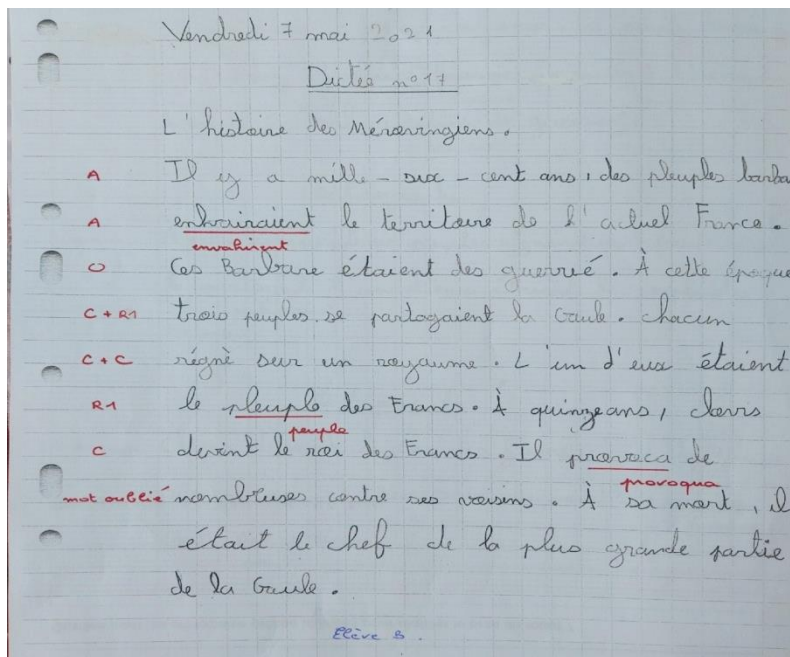 Vendredi 7 mai 2021
Dictée n°17
L'histoire des Mérovingiens.
A Il y a mille-six-cent ans, des pleuples barba
A envairaient le territoire de l'actuel France.
envahirent
O Ces Barbare étaient des guerrié. À cette époque
C + R1 trois peuples se partagaient la Gaule. chacun
C + C régnè sur un royaume. L'un d'eux étaient
R1 le pleuple des Francs. À quinze ans, clovis
peuple
C devint le roi des Francs. Il provoca de
provoqua
mot oublié nombreuses contre ses voisins. À sa mort, il
était le chef de la plus grande partie
de la Gaule.
Elève B.